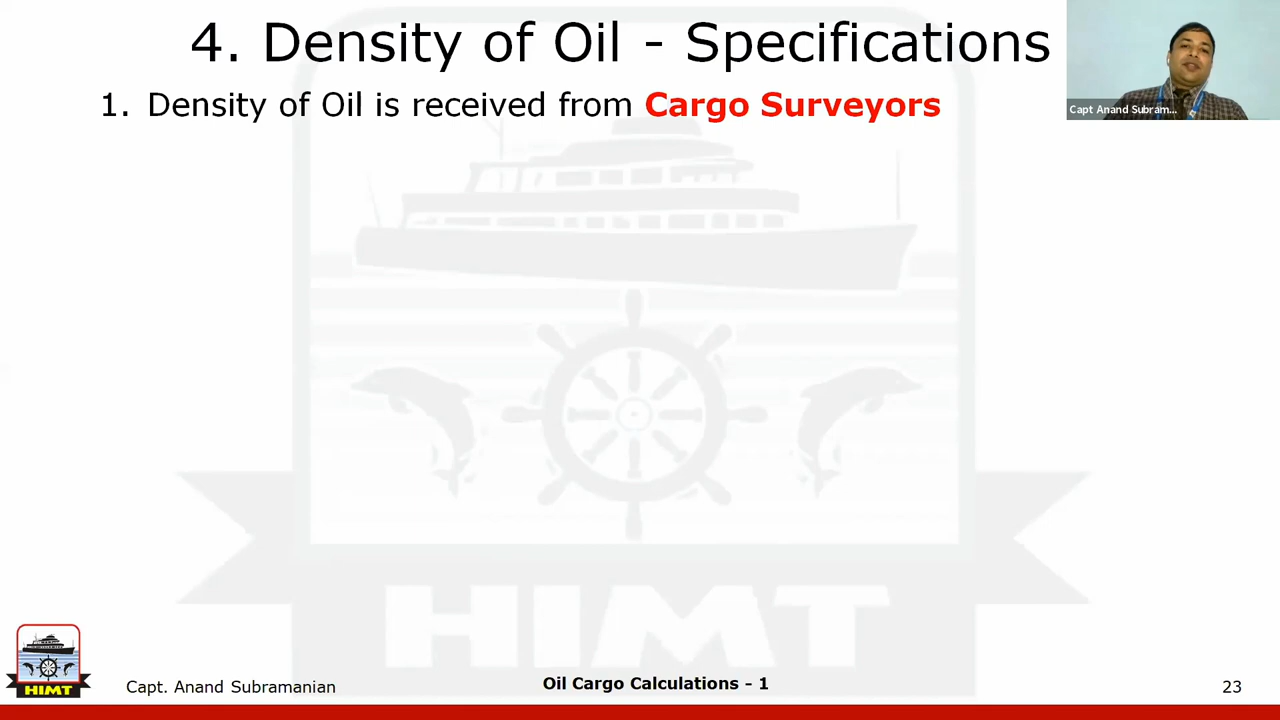 4. Density of Oil - Specifications
1. Density of Oil is received from Cargo Surveyors
Capt Anand Subram...
HIMT
HIMT
Capt. Anand Subramanian
Oil Cargo Calculations - 1
23